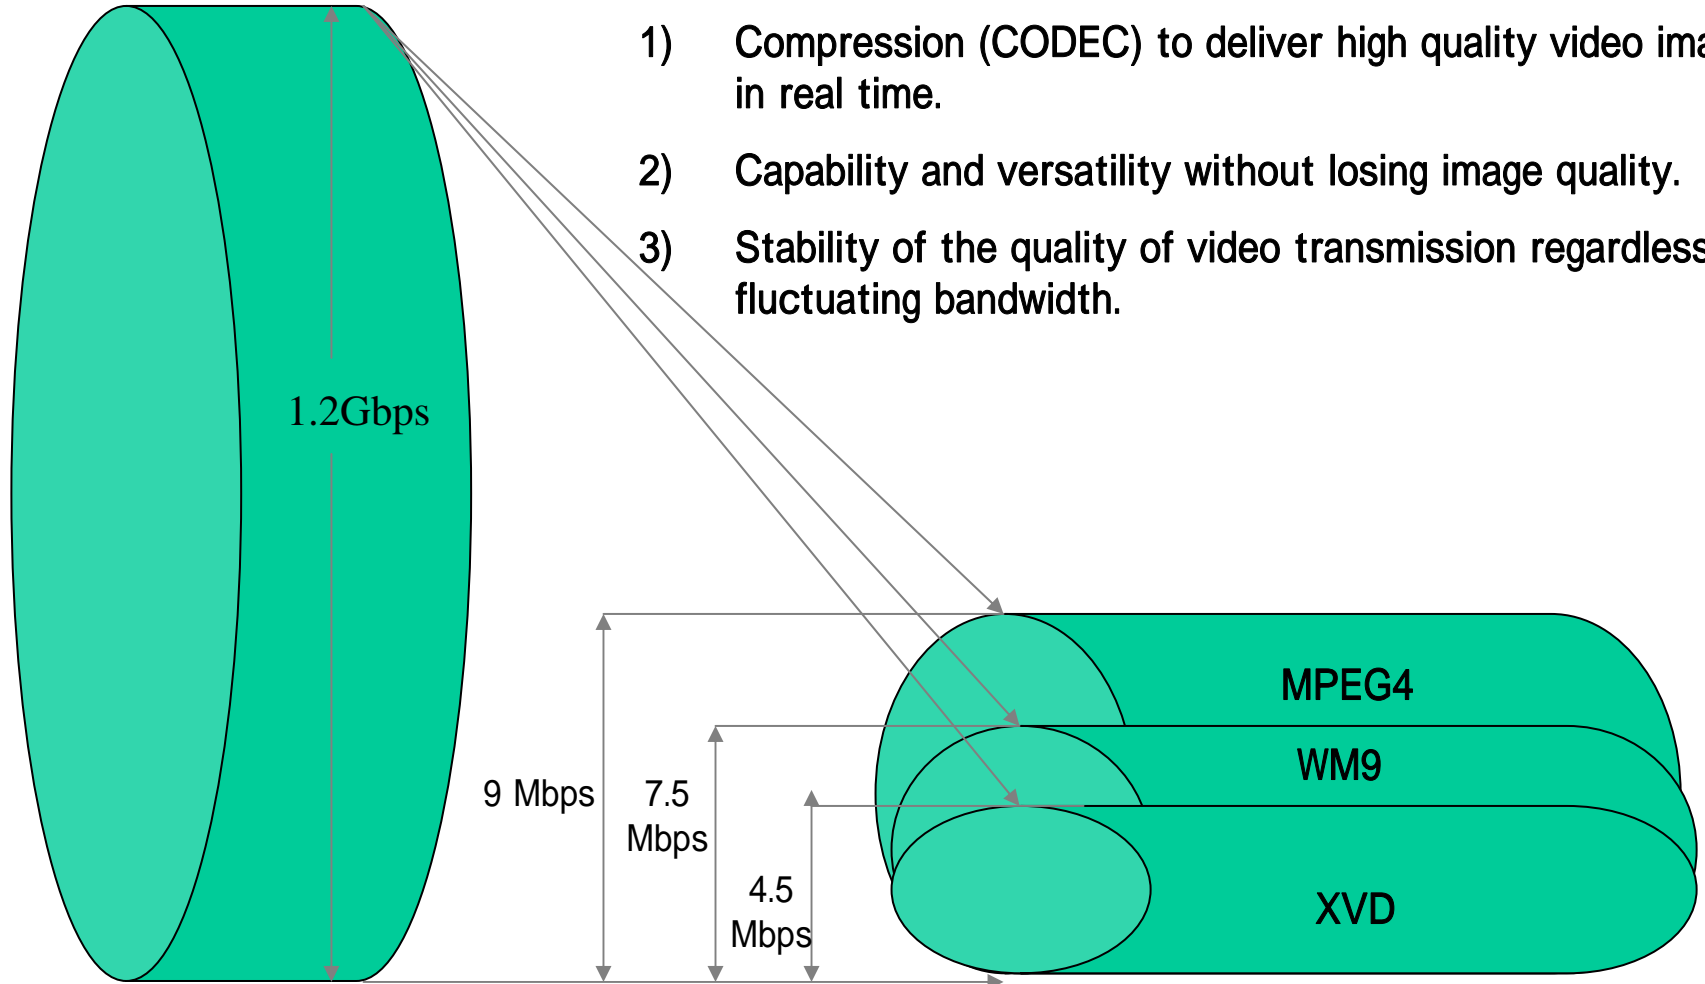 1) Compression (CODEC) to deliver high quality video
in real time.
2) Capability and versatility without losing image quality.
3) Stability of the quality of video transmission regardless
fluctuating bandwidth.
1.2Gbps
MPEG4
WM9
9 Mbps
7.5
Mbps
4.5
Mbps
XVD